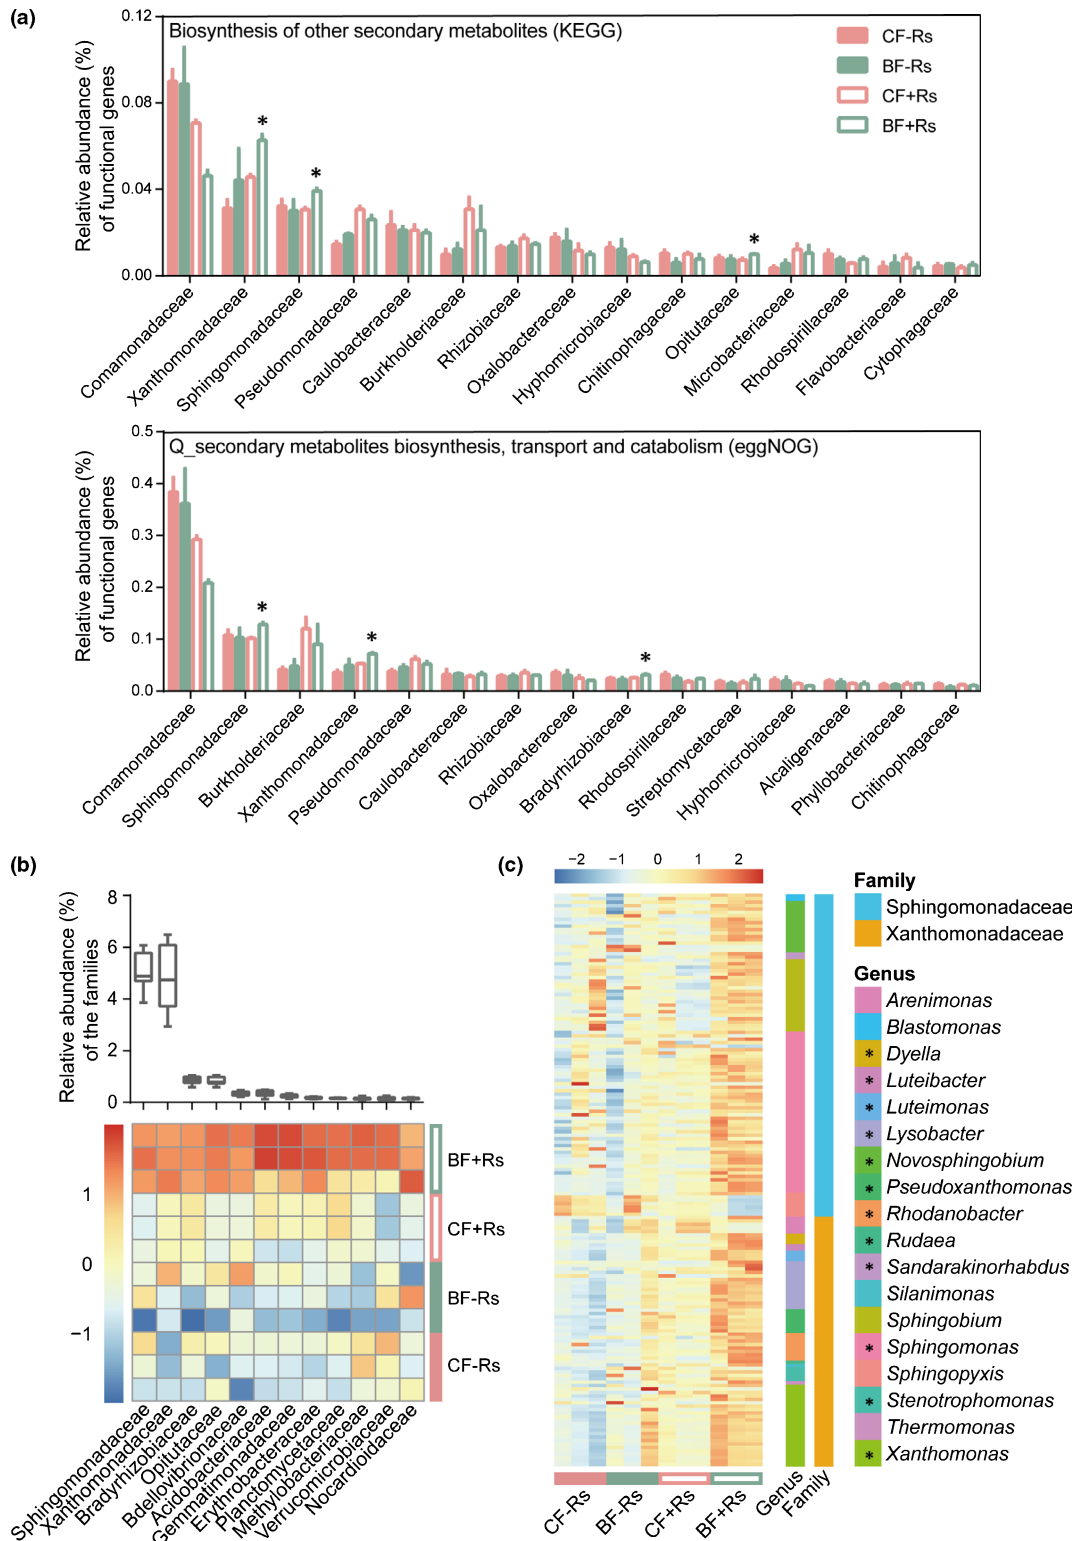 (a)
Relative abundance (%)
of functional genes
0.12
0.08
0.04
0.00
Biosynthesis of other secondary metabolites (KEGG)
CF-Rs
BF-Rs
CF+Rs
BF+Rs
*
*
*
Comamonadaceae
Xanthomonadaceae
Sphingomonadaceae
Pseudomonadaceae
Caulobacteraceae
Burkholderiaceae
Rhizobiaceae
Oxalobacteraceae
Hyphomicrobiaceae
Chitinophagaceae
Opitutaceae
Microbacteriaceae
Rhodospirillaceae
Flavobacteriaceae
Cytophagaceae
Relative abundance (%)
of functional genes
0.5
0.4
0.3
0.2
0.1
0.0
Q_secondary metabolites biosynthesis, transport and catabolism (eggNOG)
*
*
*
Comamonadaceae
Sphingomonadaceae
Burkholderiaceae
Xanthomonadaceae
Pseudomonadaceae
Caulobacteraceae
Rhizobiaceae
Oxalobacteraceae
Bradyrhizobiaceae
Rhodospirillaceae
Streptomycetaceae
Hyphomicrobiaceae
Alcaligenaceae
Phyllobacteriaceae
Chitinophagaceae
(b)
Relative abundance (%)
of the families
8
6
4
2
0
1
0
−1
BF+Rs
CF+Rs
BF-Rs
CF-Rs
Sphingomonadaceae
Xanthomonadaceae
Bradyrhizobiaceae
Opitutaceae
Bdellovibrionaceae
Acidobacteriaceae
Gemmatimonadaceae
Erythrobacteraceae
Planctomycetaceae
Methylobacteriaceae
Verrucomicrobiaceae
Nocardioidaceae
(c)
−2 −1 0 1 2
CF-Rs
BF-Rs
CF+Rs
BF+Rs
Genus
Family
Family
Sphingomonadaceae
Xanthomonadaceae
Genus
Arenimonas
Blastomonas
* Dyella
* Luteibacter
* Luteimonas
* Lysobacter
* Novosphingobium
* Pseudoxanthomonas
* Rhodanobacter
* Rudaea
* Sandarakinorhabdus
Silanimonas
Sphingobium
* Sphingomonas
Sphingopyxis
* Stenotrophomonas
Thermomonas
* Xanthomonas